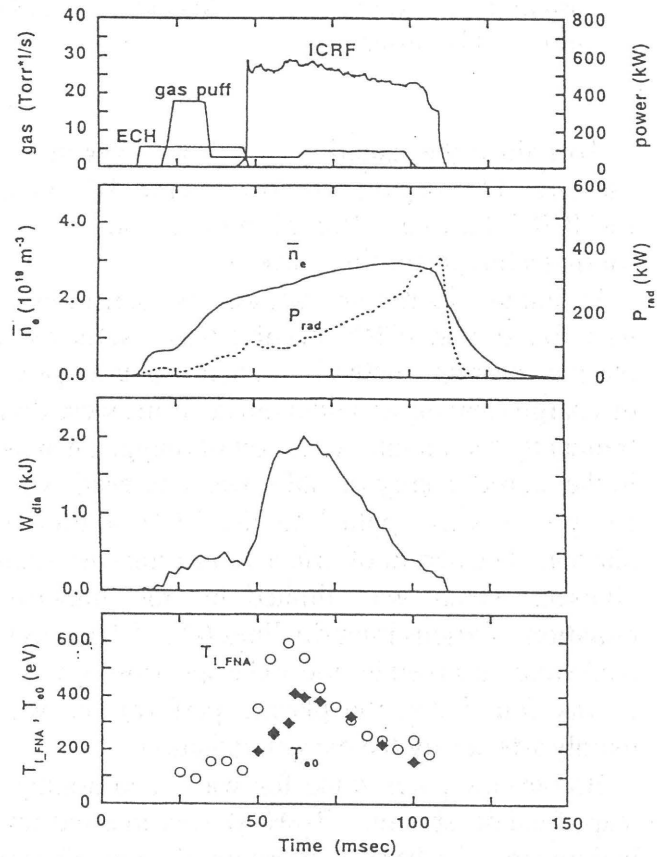 40
30
20
10
0
gas (Torr*l/s)
ICRF
gas puff
ECH
800
600
400
200
0
power (kW)
4.0
2.0
0.0
n̄ₑ (10¹⁹ m⁻³)
n̄ₑ
P_rad
600
400
200
0
P_rad (kW)
2.0
1.0
0.0
W_dia (kJ)
600
400
200
0
T_I_FNA , T_e0 (eV)
T_I_FNA
T_e0
0
50
100
150
Time (msec)